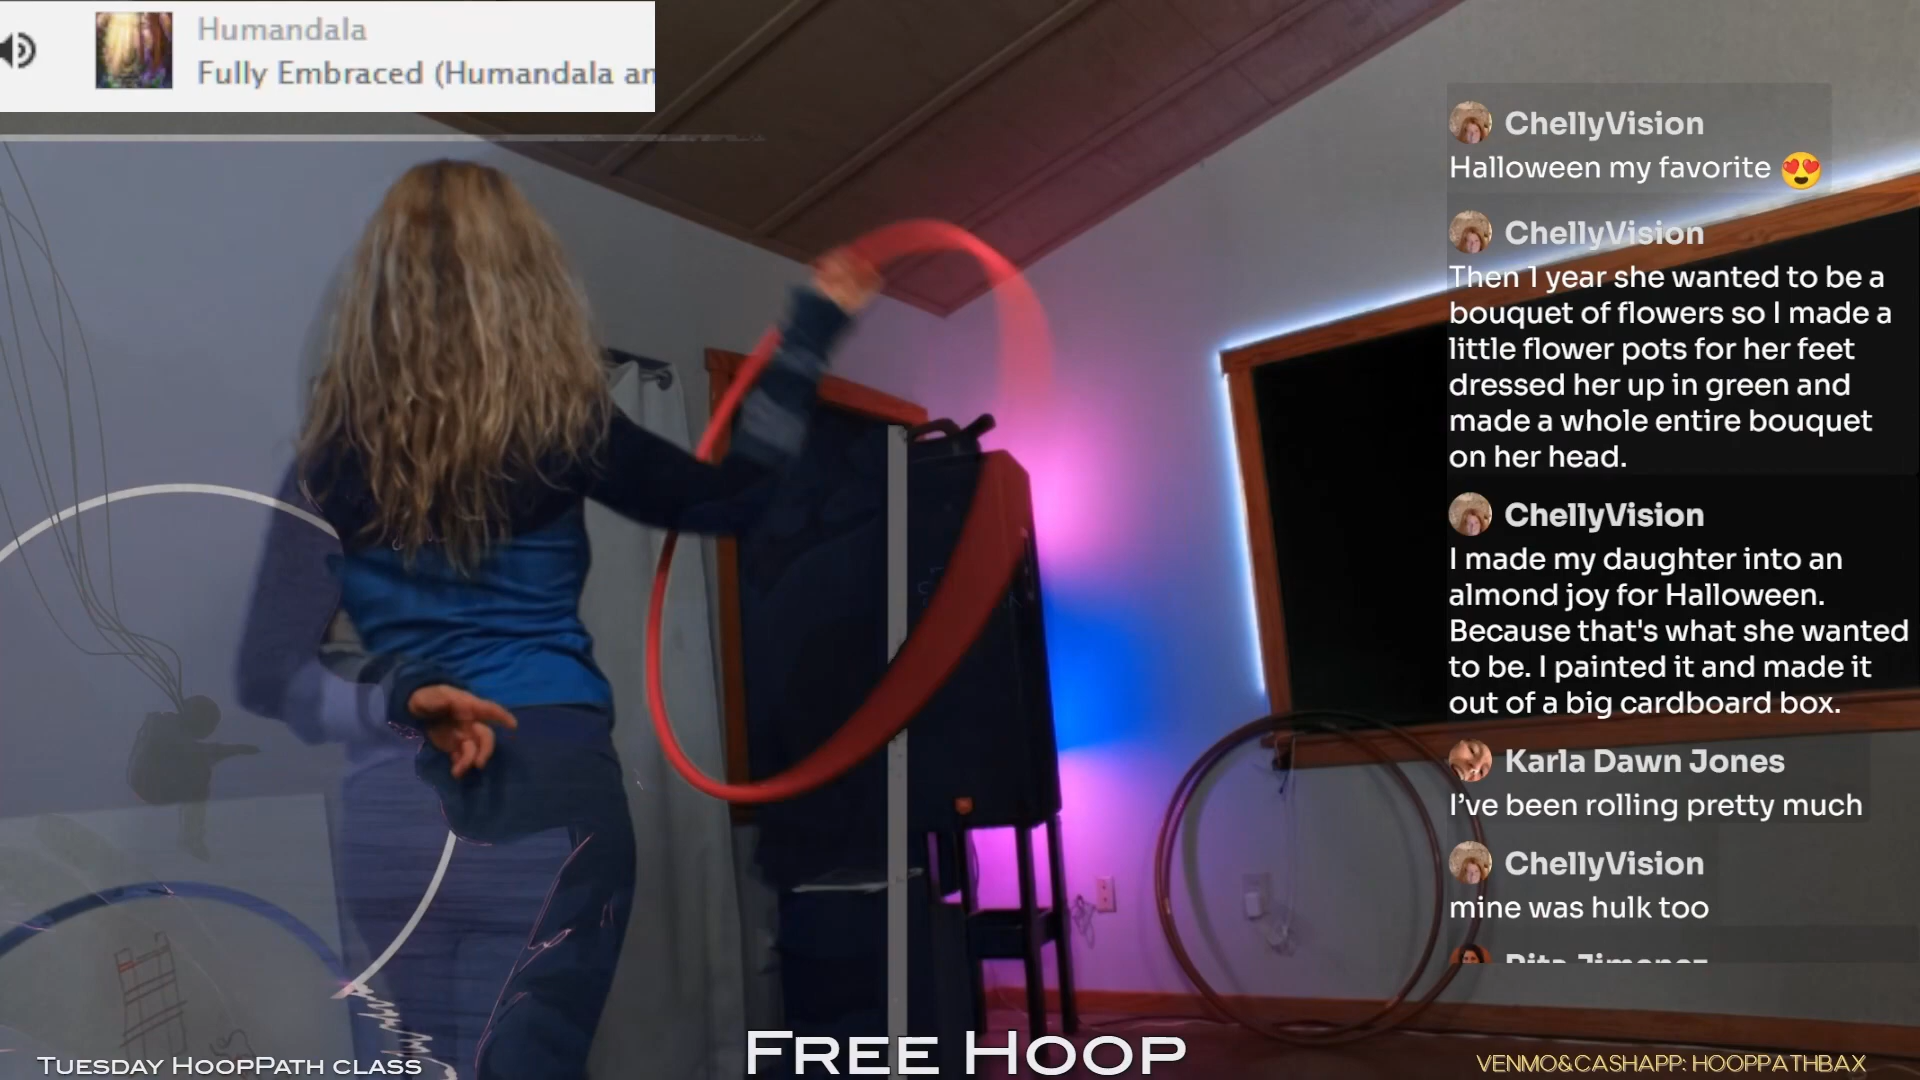 Humandala
Fully Embraced (Humandala an
ChellyVision
Halloween my favorite 😍
ChellyVision
Then 1 year she wanted to be a
bouquet of flowers so I made a
little flower pots for her feet
dressed her up in green and
made a whole entire bouquet
on her head.
ChellyVision
I made my daughter into an
almond joy for Halloween.
Because that's what she wanted
to be. I painted it and made it
out of a big cardboard box.
Karla Dawn Jones
I’ve been rolling pretty much
ChellyVision
mine was hulk too
Rita Jimenez
FREE HOOP
TUESDAY HOOPPATH CLASS
VENMO&CASHAPP: HOOPPATHBAX